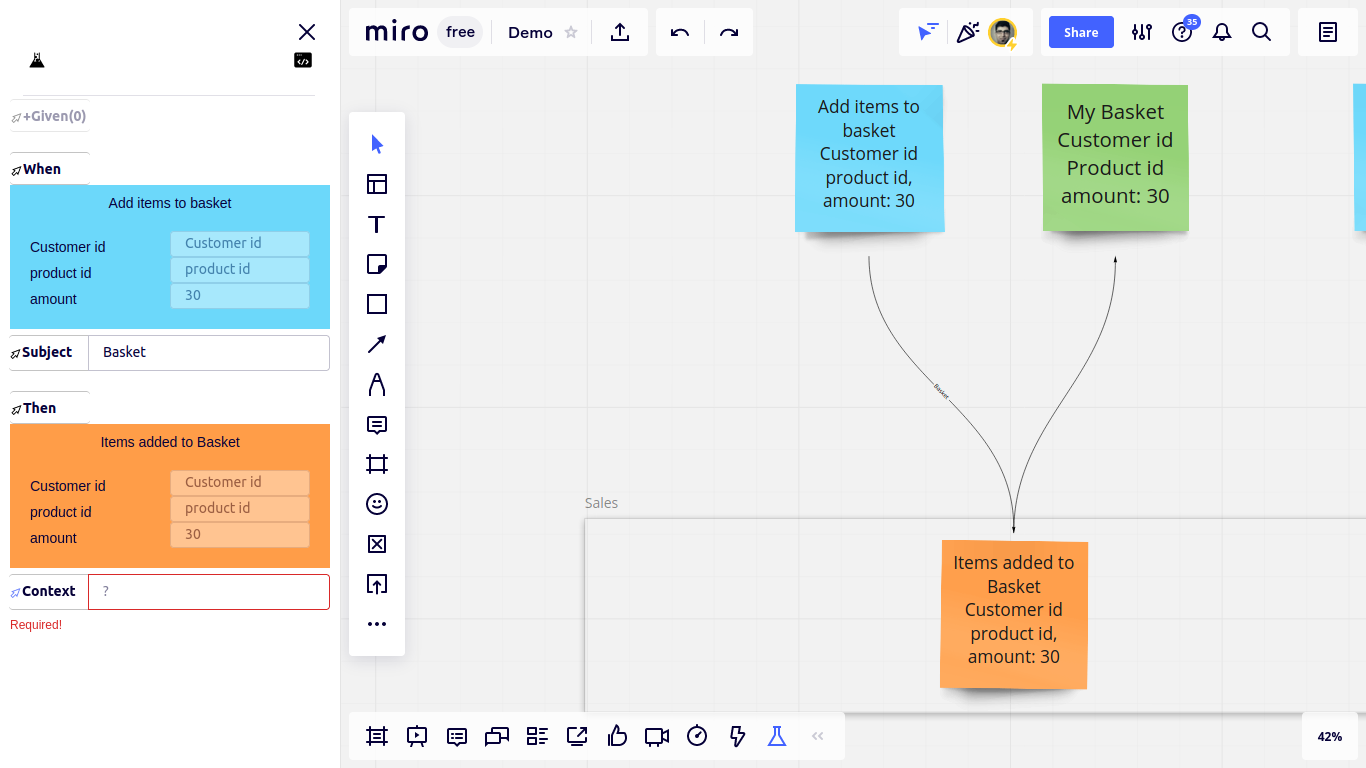 +Given(0)
When
Add items to basket
Customer id Customer id
product id product id
amount 30
Subject Basket
Then
Items added to Basket
Customer id Customer id
product id product id
amount 30
Context ?
Required!
miro free Demo Share 35
Add items to
basket
Customer id
product id,
amount: 30
My Basket
Customer id
Product id
amount: 30
Basket
Sales
Items added to
Basket
Customer id
product id,
amount: 30
42%